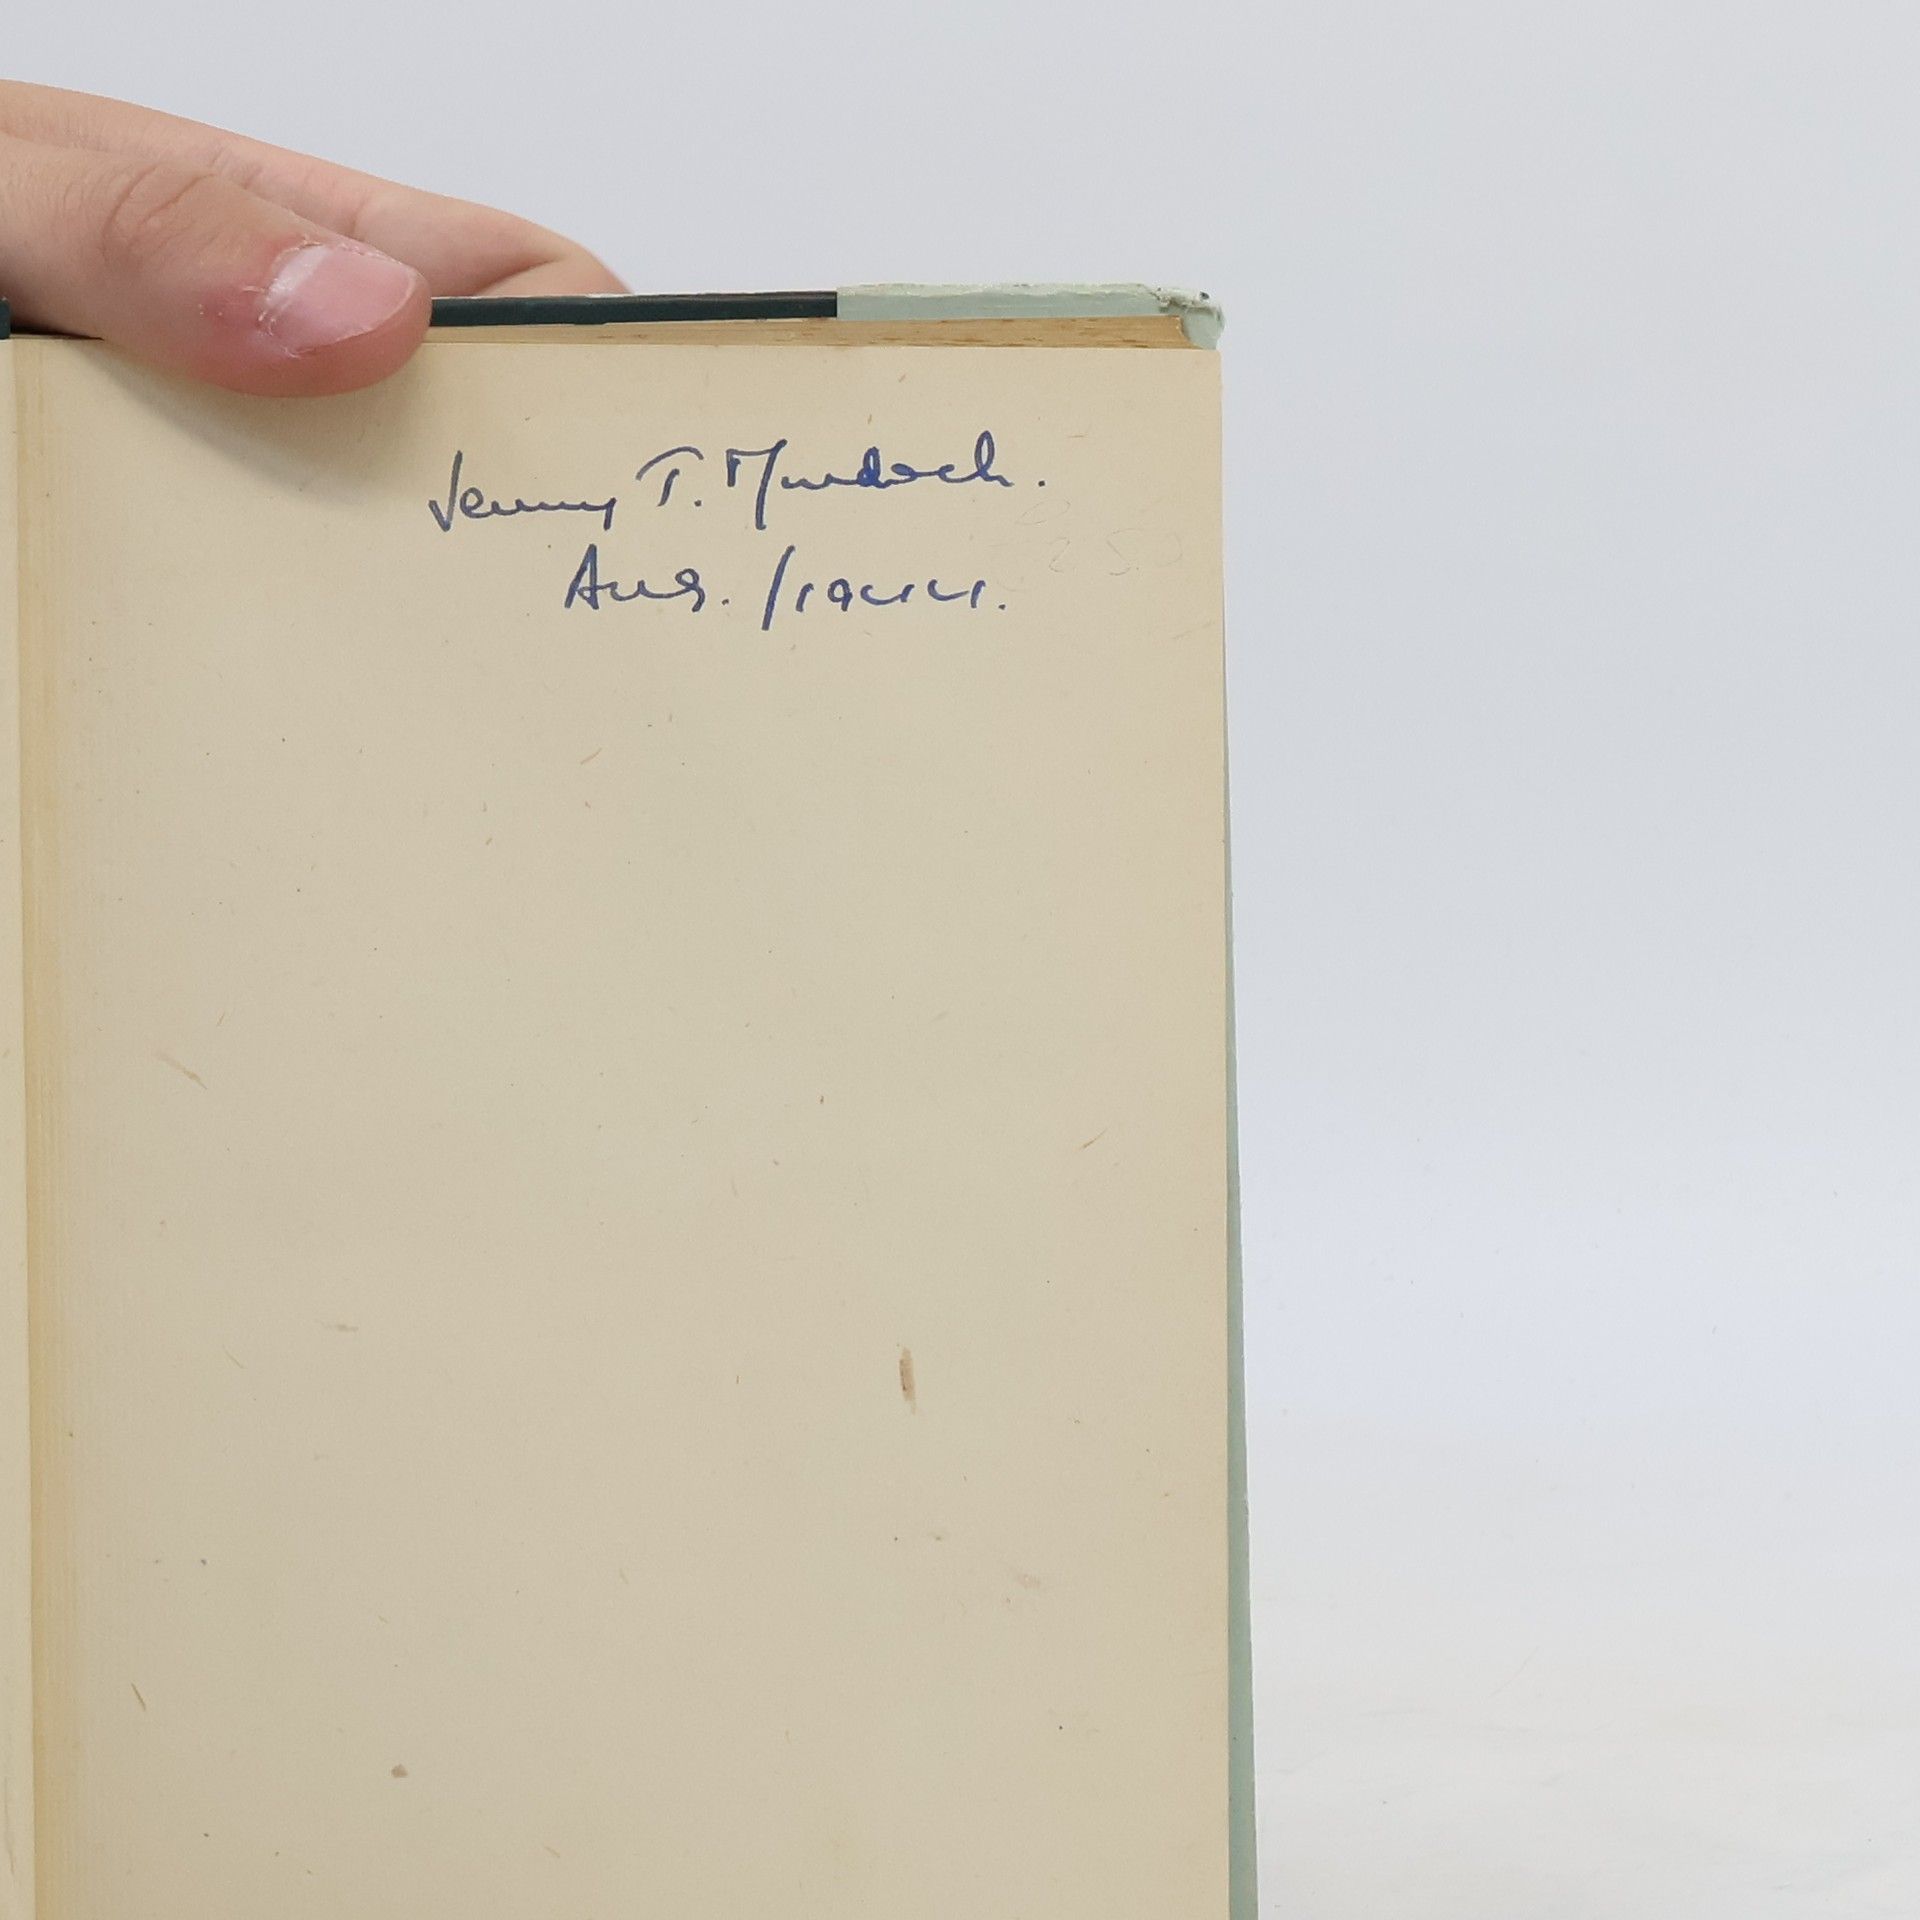 Jenny T. Murdoch.
Aug. /1944.